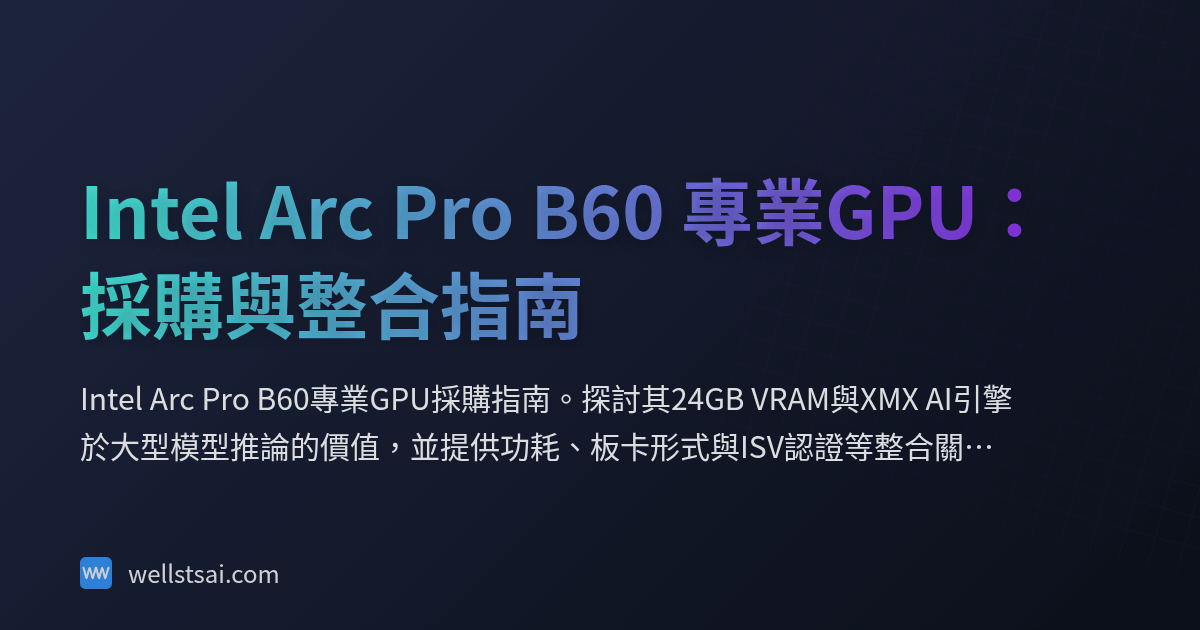 Intel Arc Pro B60 專業GPU：
採購與整合指南
Intel Arc Pro B60專業GPU採購指南。探討其24GB VRAM與XMX AI引擎
於大型模型推論的價值，並提供功耗、板卡形式與ISV認證等整合關…
wellstsai.com